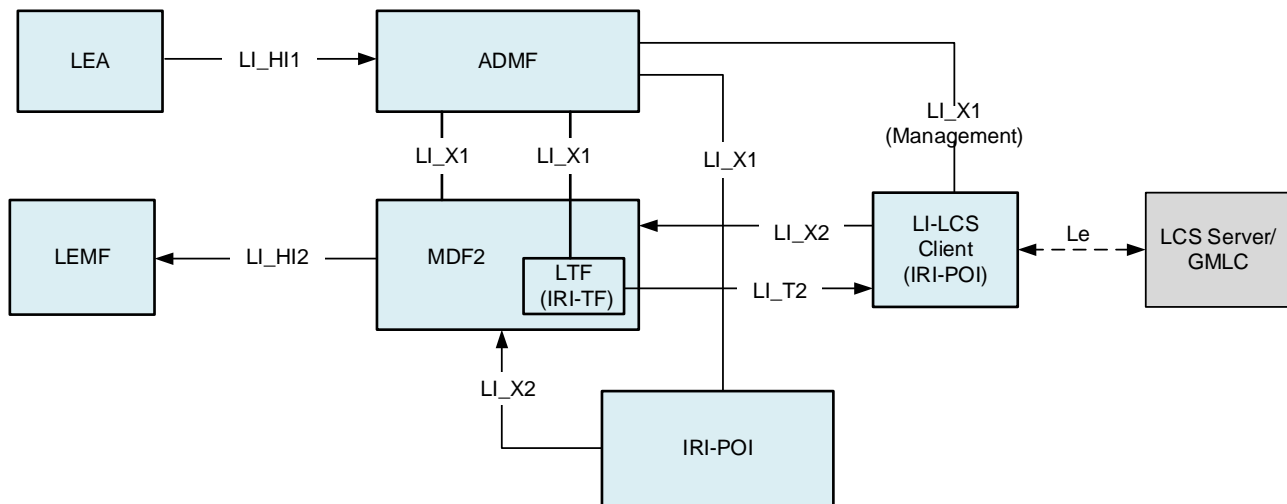 LEA
LI_HI1
ADMF
LI_X1
LI_X1
LI_X1
LI_X1
(Management)
LEMF
LI_HI2
MDF2
LTF
(IRI-TF)
LI_X2
LI_T2
LI-LCS
Client
(IRI-POI)
Le
LCS Server/
GMLC
LI_X2
IRI-POI